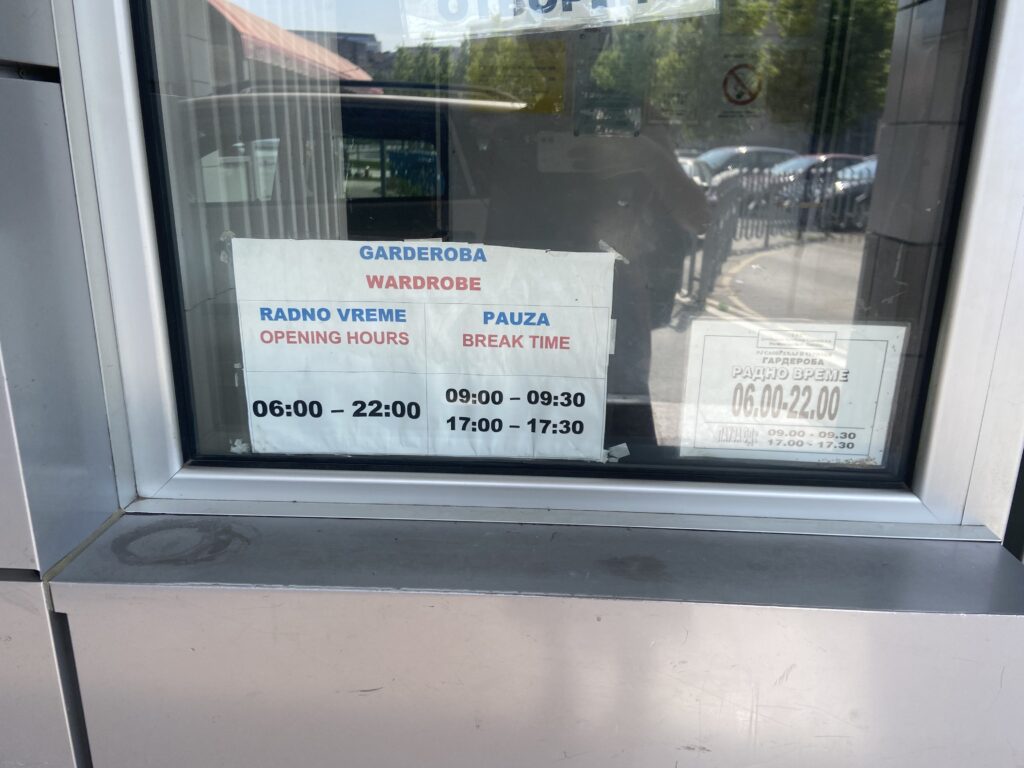 GARDEROBA
WARDROBE
RADNO VREME
OPENING HOURS
06:00 – 22:00
PAUZA
BREAK TIME
09:00 – 09:30
17:00 – 17:30
ГАРДЕРОБА
РАДНО ВРЕМЕ
06.00-22.00
09.00 - 09.30
17.00 - 17.30